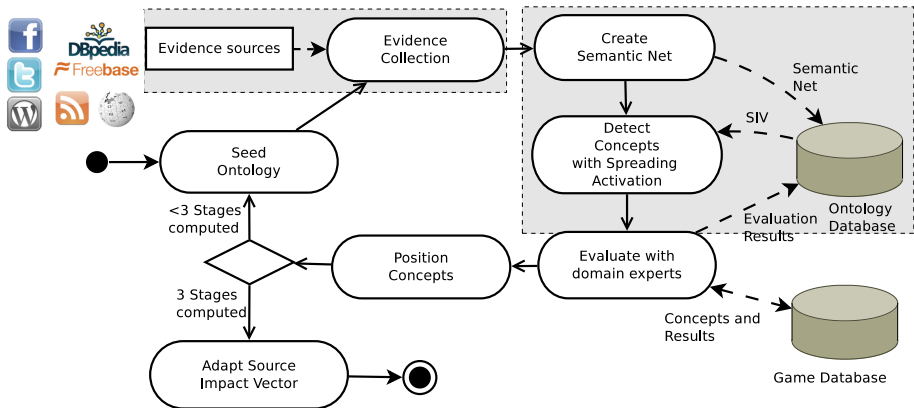 DBpedia
Freebase
Evidence sources
Evidence
Collection
Create
Semantic Net
Semantic
Net
SIV
Detect
Concepts
with Spreading
Activation
Seed
Ontology
Ontology
Database
Evaluation
Results
<3 Stages
computed
Position
Concepts
Evaluate with
domain experts
3 Stages
computed
Concepts and
Results
Adapt Source
Impact Vector
Game Database